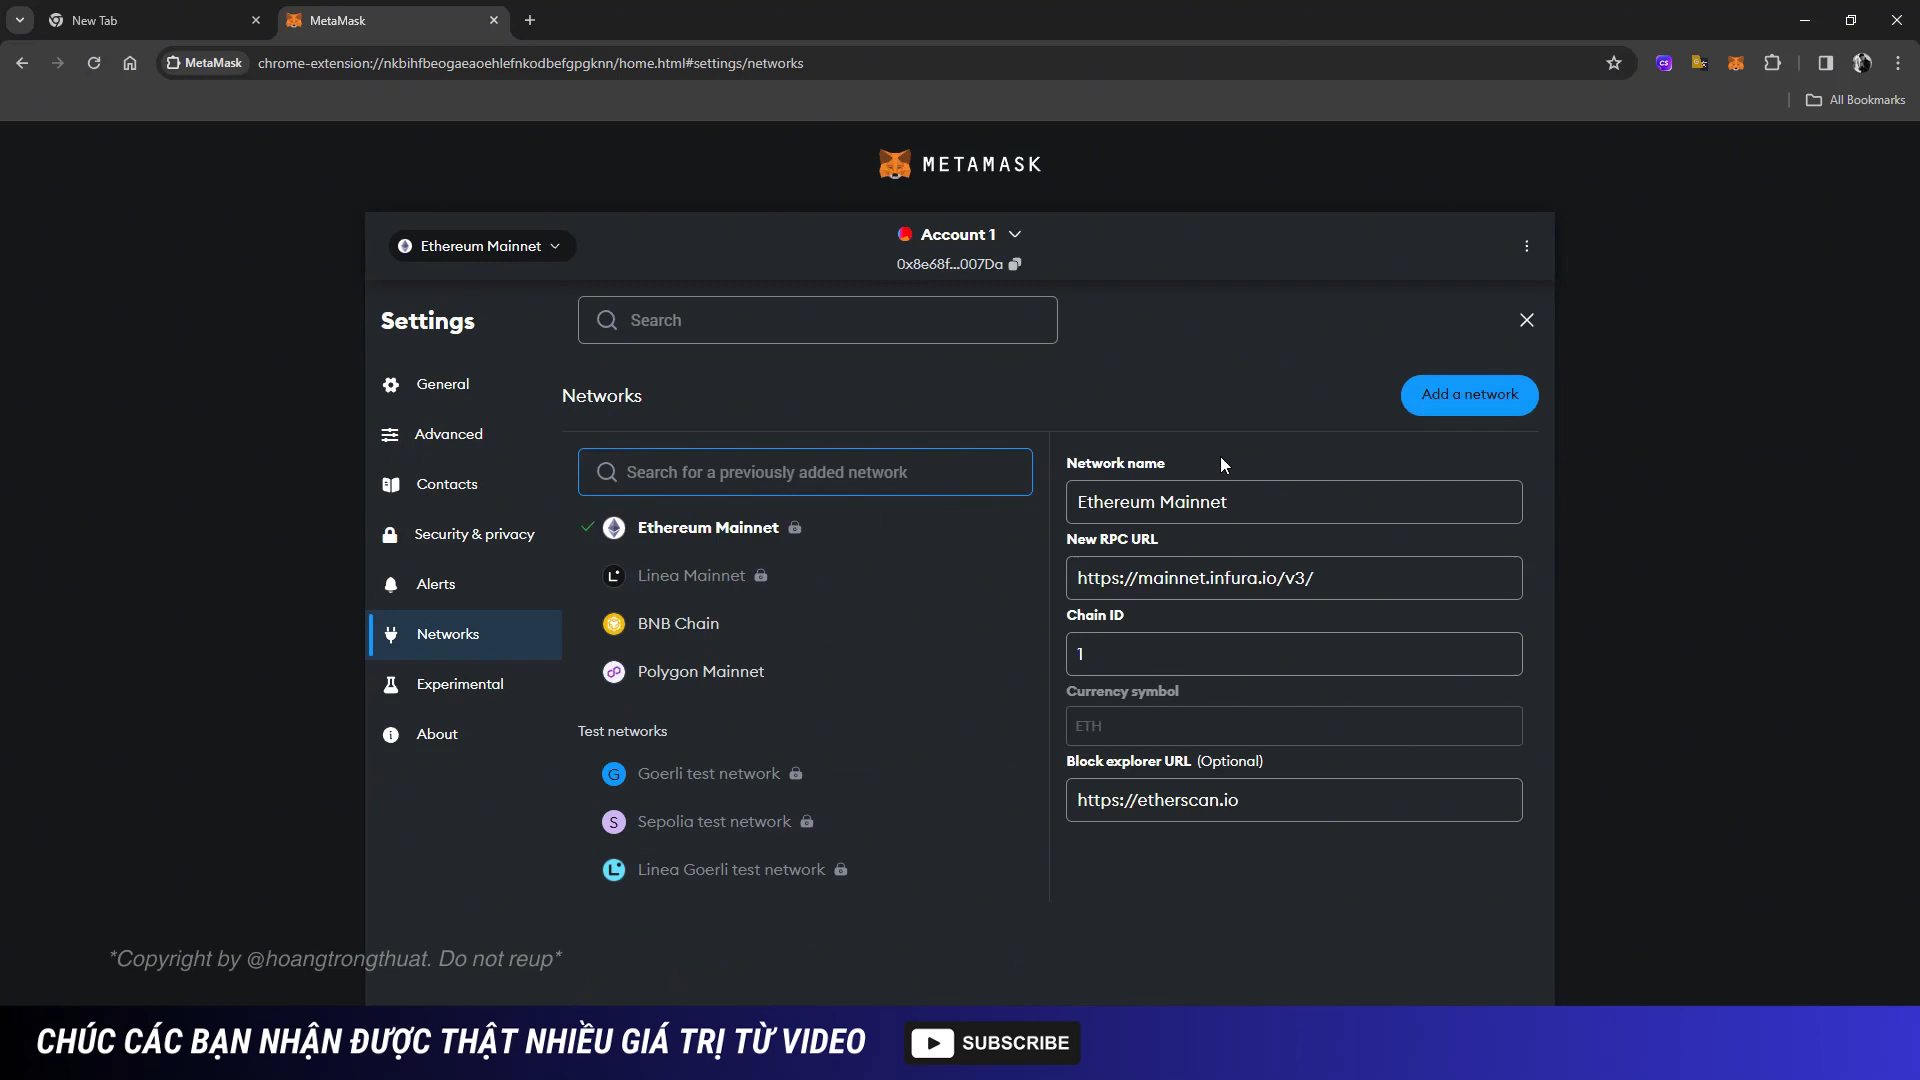 New Tab
MetaMask
MetaMask
chrome-extension://nkbihfbeogaeaoehlefnkodbefgpgknn/home.html#settings/networks
All Bookmarks
METAMASK
Ethereum Mainnet
Account 1
0x8e68f...007Da
Settings
Search
General
Advanced
Contacts
Security & privacy
Alerts
Networks
Experimental
About
Networks
Add a network
Search for a previously added network
Ethereum Mainnet
Linea Mainnet
BNB Chain
Polygon Mainnet
Test networks
G
Goerli test network
S
Sepolia test network
Linea Goerli test network
Network name
Ethereum Mainnet
New RPC URL
https://mainnet.infura.io/v3/
Chain ID
1
Currency symbol
ETH
Block explorer URL (Optional)
https://etherscan.io
*Copyright by @hoangtrongthuat. Do not reup*
CHÚC CÁC BẠN NHẬN ĐƯỢC THẬT NHIỀU GIÁ TRỊ TỪ VIDEO
SUBSCRIBE